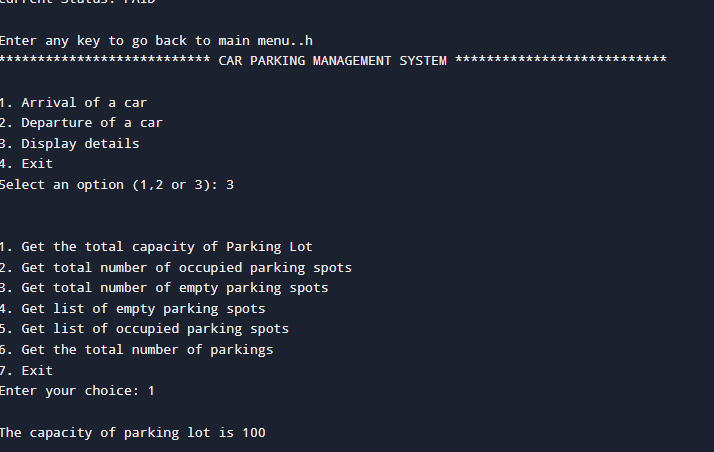 Current Status: PAID
Enter any key to go back to main menu..h
*************************** CAR PARKING MANAGEMENT SYSTEM ***************************
1. Arrival of a car
2. Departure of a car
3. Display details
4. Exit
Select an option (1,2 or 3): 3
1. Get the total capacity of Parking Lot
2. Get total number of occupied parking spots
3. Get total number of empty parking spots
4. Get list of empty parking spots
5. Get list of occupied parking spots
6. Get the total number of parkings
7. Exit
Enter your choice: 1
The capacity of parking lot is 100